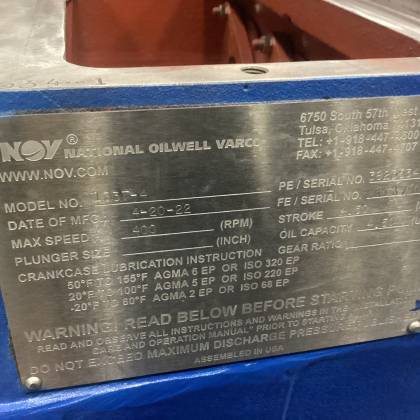 6750 South 57th West
Tulsa, Oklahoma
TEL: +1-918-447-
FAX: +1-918-447-
NOV® NATIONAL OILWELL VARCO
WWW.NOV.COM
MODEL NO.
PE / SERIAL NO.
DATE OF MFG. 4-20-22
FE / SERIAL NO.
MAX SPEED 400 (RPM)
STROKE
PLUNGER SIZE (INCH)
OIL CAPACITY
GEAR RATIO
CRANKCASE LUBRICATION INSTRUCTION
50°F TO 155°F AGMA 6 EP OR ISO 320 EP
20°F TO 100°F AGMA 5 EP OR ISO 220 EP
-20°F TO 60°F AGMA 2 EP OR ISO 68 EP
WARNING: READ BELOW BEFORE
READ AND OBSERVE ALL INSTRUCTIONS AND WARNINGS IN THE
CARE AND OPERATION MANUAL" PRIOR TO STARTING
DO NOT EXCEED MAXIMUM DISCHARGE PRESSURE
ASSEMBLED IN USA